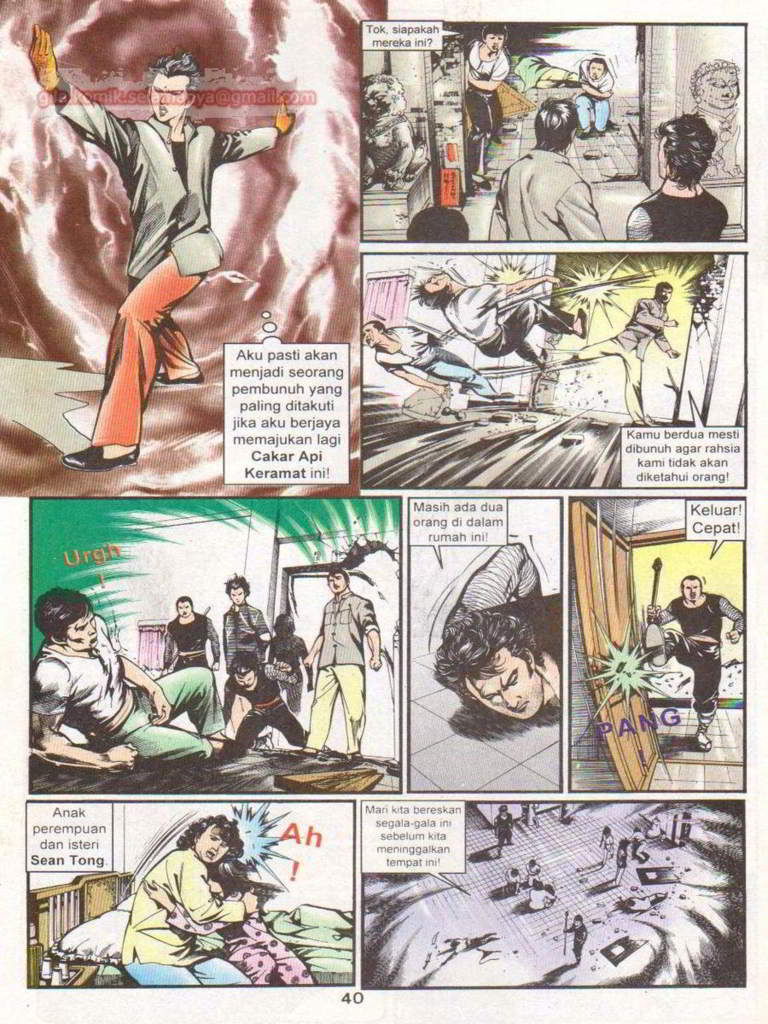 Aku pasti akan
menjadi seorang
pembunuh yang
paling ditakuti
jika aku berjaya
memajukan lagi
Cakar Api
Keramat ini!
Tok, siapakah
mereka ini?
Kamu berdua mesti
dibunuh agar rahsia
kami tidak akan
diketahui orang!
Urgh
!
Masih ada dua
orang di dalam
rumah ini!
Keluar!
Cepat!
PANG
!
Anak
perempuan
dan isteri
Sean Tong.
Ah
!
Mari kita bereskan
segala-gala ini
sebelum kita
meninggalkan
tempat ini!
40